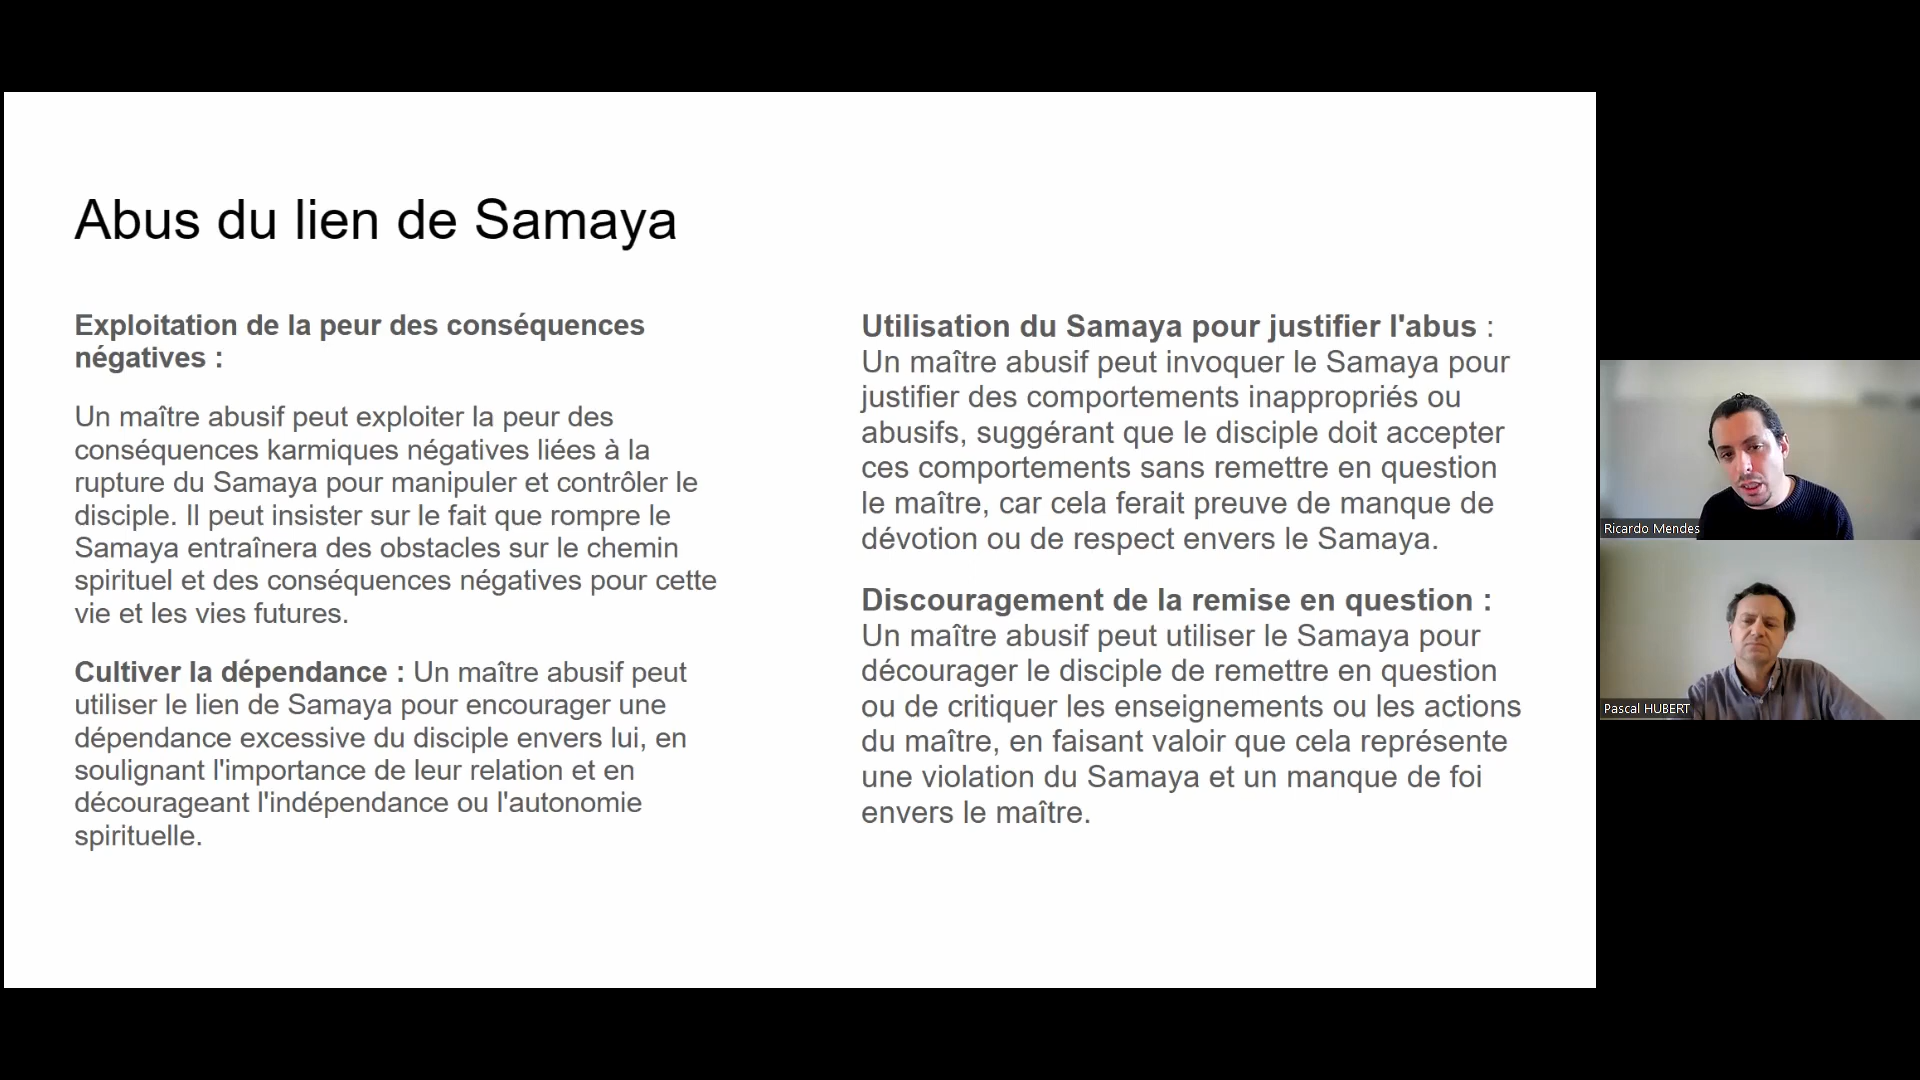 Abus du lien de Samaya
Exploitation de la peur des conséquences
négatives :
Un maître abusif peut exploiter la peur des
conséquences karmiques négatives liées à la
rupture du Samaya pour manipuler et contrôler le
disciple. Il peut insister sur le fait que rompre le
Samaya entraînera des obstacles sur le chemin
spirituel et des conséquences négatives pour cette
vie et les vies futures.
Cultiver la dépendance : Un maître abusif peut
utiliser le lien de Samaya pour encourager une
dépendance excessive du disciple envers lui, en
soulignant l'importance de leur relation et en
décourageant l'indépendance ou l'autonomie
spirituelle.
Utilisation du Samaya pour justifier l'abus :
Un maître abusif peut invoquer le Samaya pour
justifier des comportements inappropriés ou
abusifs, suggérant que le disciple doit accepter
ces comportements sans remettre en question
le maître, car cela ferait preuve de manque de
dévotion ou de respect envers le Samaya.
Discouragement de la remise en question :
Un maître abusif peut utiliser le Samaya pour
décourager le disciple de remettre en question
ou de critiquer les enseignements ou les actions
du maître, en faisant valoir que cela représente
une violation du Samaya et un manque de foi
envers le maître.
Ricardo Mendes
Pascal HUBERT